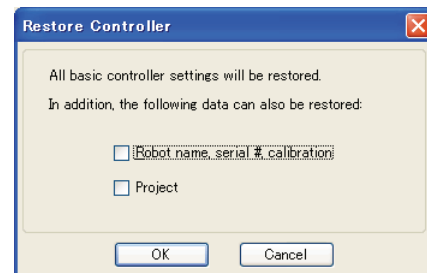 Restore Controller
All basic controller settings will be restored.
In addition, the following data can also be restored:
Robot name, serial #, calibration
Project
OK
Cancel